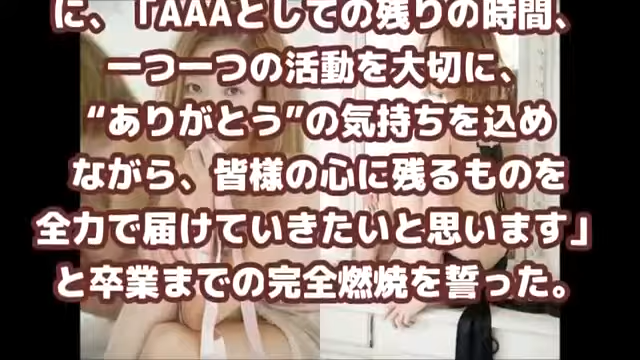 に、「AAAとしての残りの時間、
一つ一つの活動を大切に、
“ありがとう”の気持ちを込め
ながら、皆様の心に残るものを
全力で届けていきたいと思います」
と卒業までの完全燃焼を誓った。